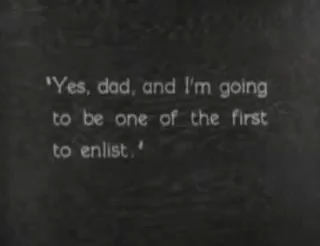 "Yes, dad, and I'm going
to be one of the first
to enlist."